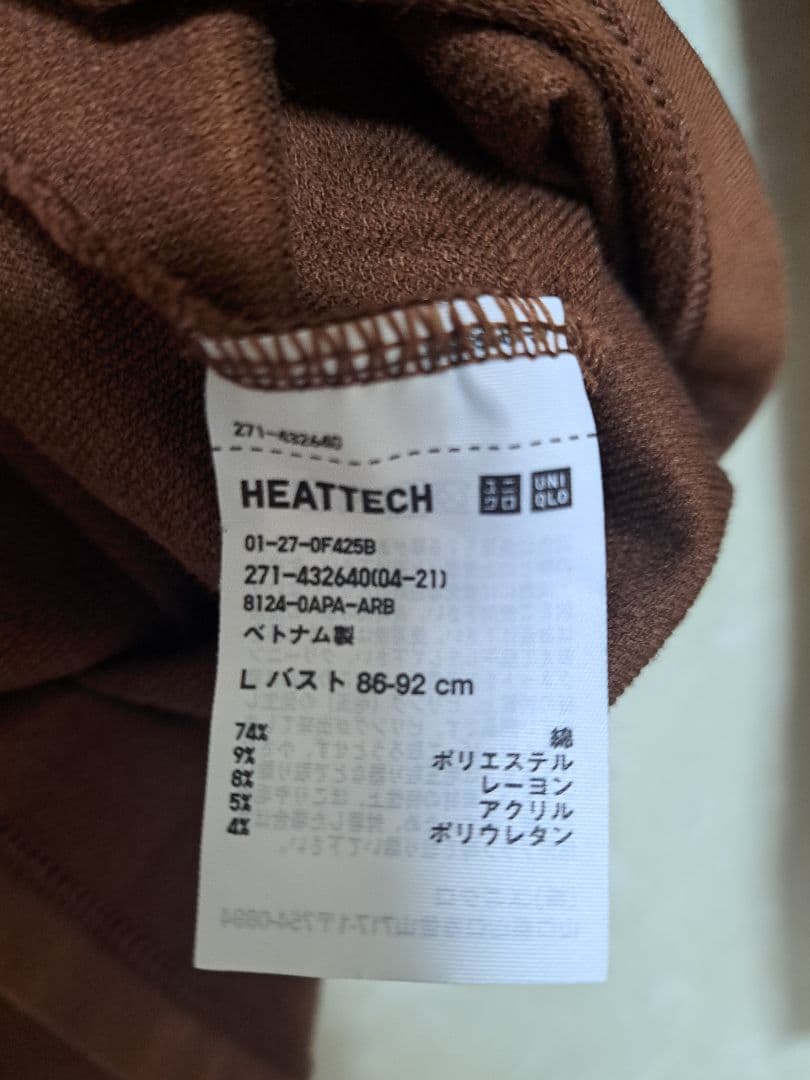 271-432640
HEATTECH ユニクロ UNIQLO
01-27-0F425B
271-432640(04-21)
8124-0APA-ARB
ベトナム製
L バスト 86-92 cm
74% 綿
9% ポリエステル
8% レーヨン
5% アクリル
4% ポリウレタン